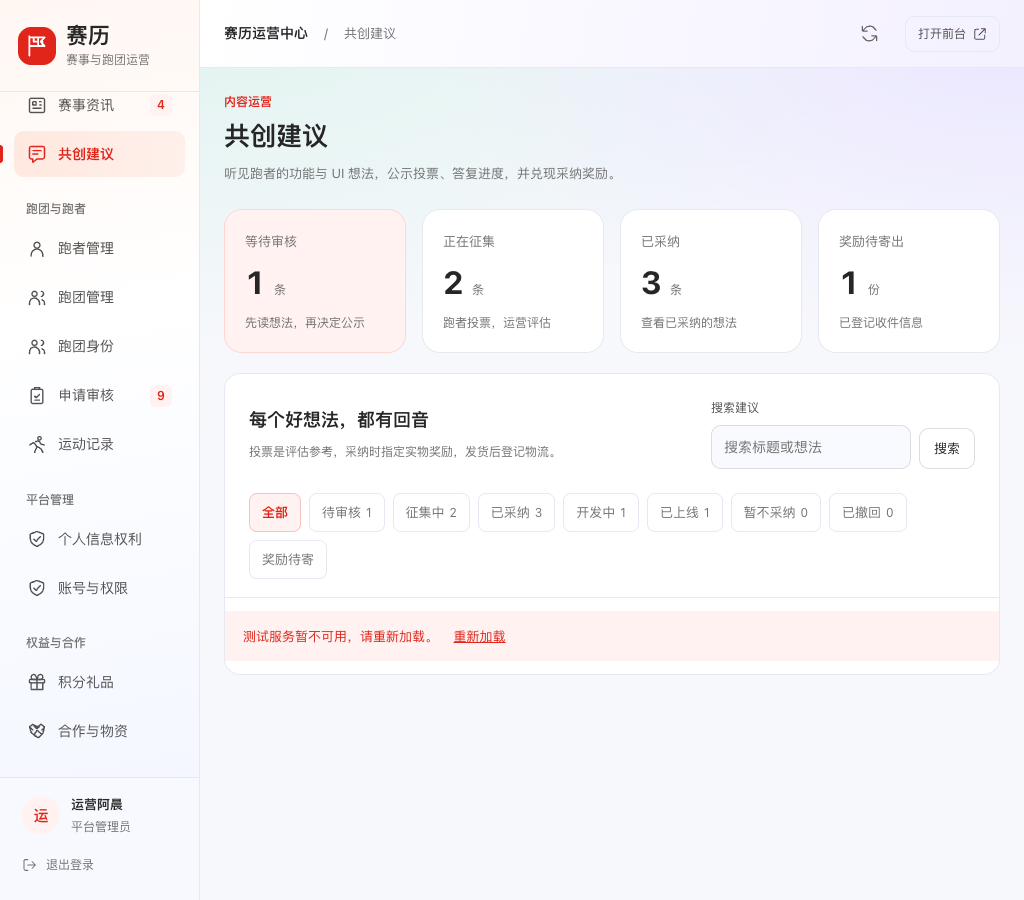 赛历
赛事与跑团运营
赛事资讯 4
共创建议
跑团与跑者
跑者管理
跑团管理
跑团身份
申请审核 9
运动记录
平台管理
个人信息权利
账号与权限
权益与合作
积分礼品
合作与物资
运
运营阿晨
平台管理员
退出登录
赛历运营中心 / 共创建议
打开前台
内容运营
共创建议
听见跑者的功能与 UI 想法，公示投票、答复进度，并兑现采纳奖励。
等待审核
1 条
先读想法，再决定公示
正在征集
2 条
跑者投票，运营评估
已采纳
3 条
查看已采纳的想法
奖励待寄出
1 份
已登记收件信息
每个好想法，都有回音
投票是评估参考，采纳时指定实物奖励，发货后登记物流。
搜索建议
搜索标题或想法
搜索
全部 待审核 1 征集中 2 已采纳 3 开发中 1 已上线 1 暂不采纳 0 已撤回 0
奖励待寄
测试服务暂不可用，请重新加载。 重新加载